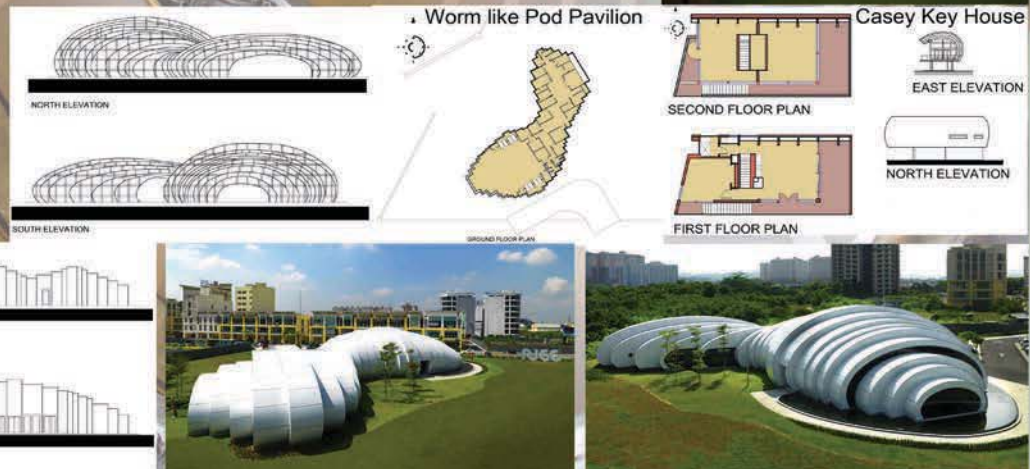 Worm like Pod Pavilion
Casey Key House
NORTH ELEVATION
SOUTH ELEVATION
GROUND FLOOR PLAN
SECOND FLOOR PLAN
FIRST FLOOR PLAN
EAST ELEVATION
NORTH ELEVATION